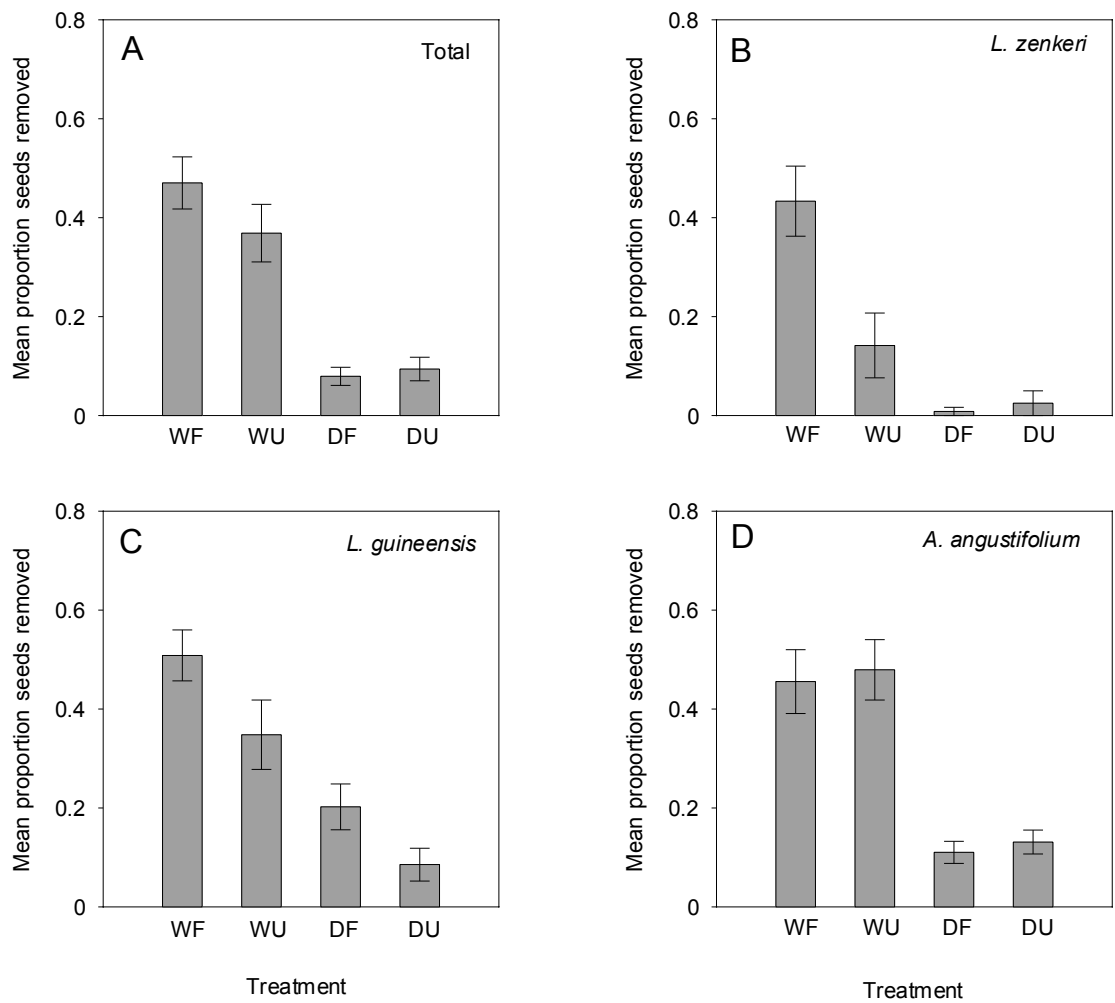 A
Total
Mean proportion seeds removed
0.8
0.6
0.4
0.2
0
WF WU DF DU
B
L. zenkeri
Mean proportion seeds removed
0.8
0.6
0.4
0.2
0
WF WU DF DU
C
L. guineensis
Mean proportion seeds removed
0.8
0.6
0.4
0.2
0
WF WU DF DU
Treatment
D
A. angustifolium
Mean proportion seeds removed
0.8
0.6
0.4
0.2
0
WF WU DF DU
Treatment